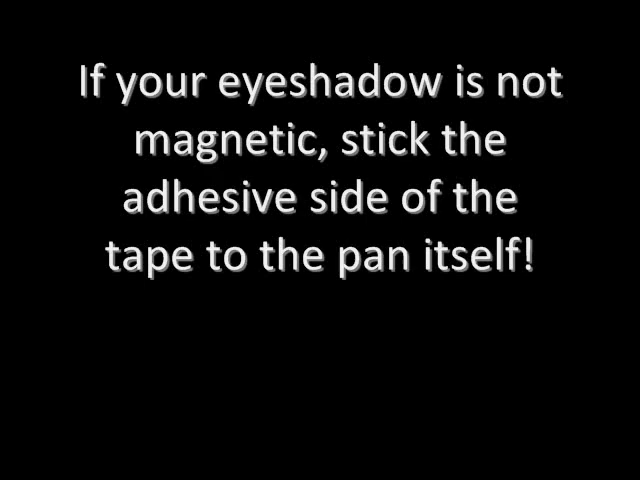 If your eyeshadow is not
magnetic, stick the
adhesive side of the
tape to the pan itself!